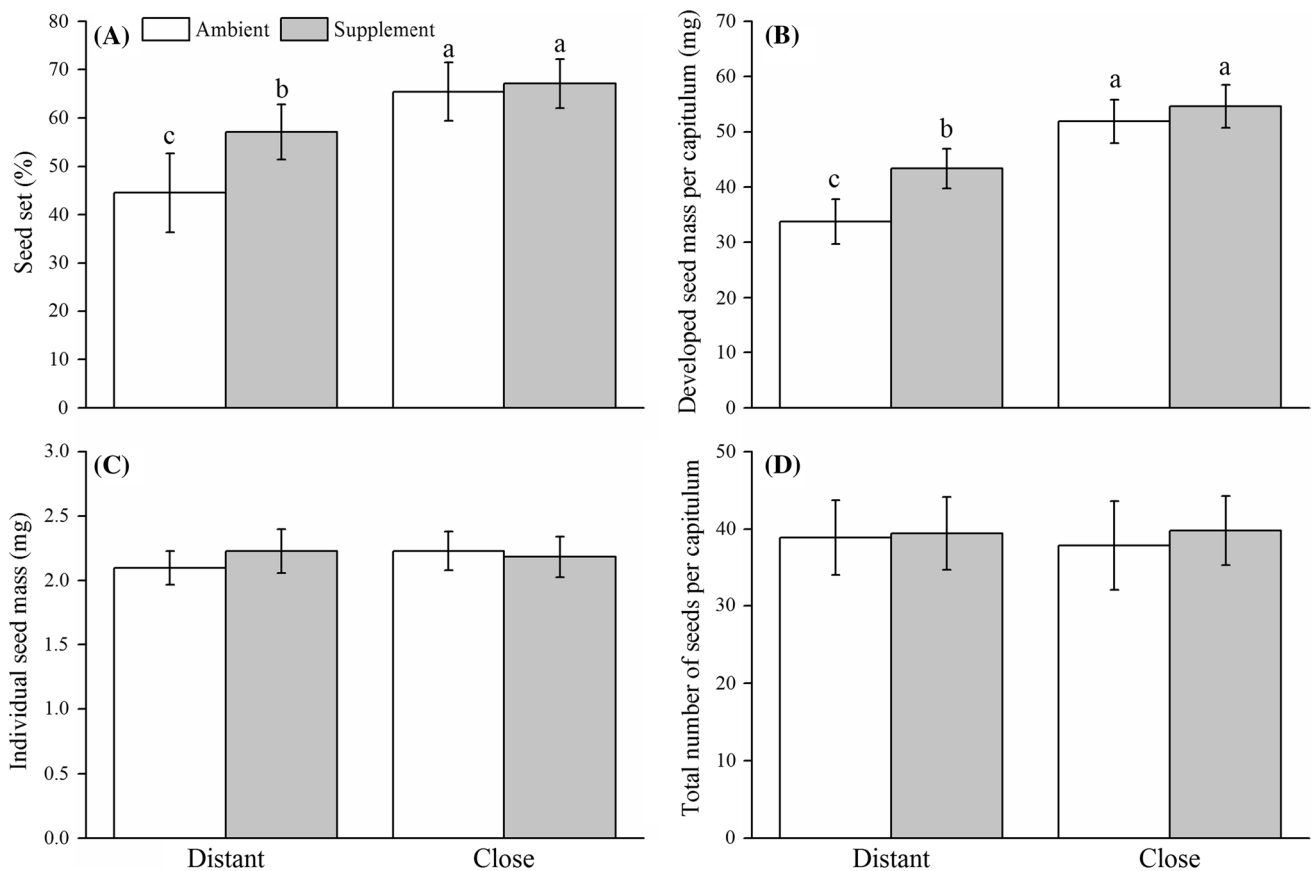 (A) Ambient Supplement
Seed set (%)
80
70
60
50
40
30
20
10
0
c
b
a
a
(B)
Developed seed mass per capitulum (mg)
70
60
50
40
30
20
10
0
c
b
a
a
(C)
Individual seed mass (mg)
3.0
2.5
2.0
1.5
1.0
0.5
0.0
Distant Close
(D)
Total number of seeds per capitulum
50
40
30
20
10
0
Distant Close